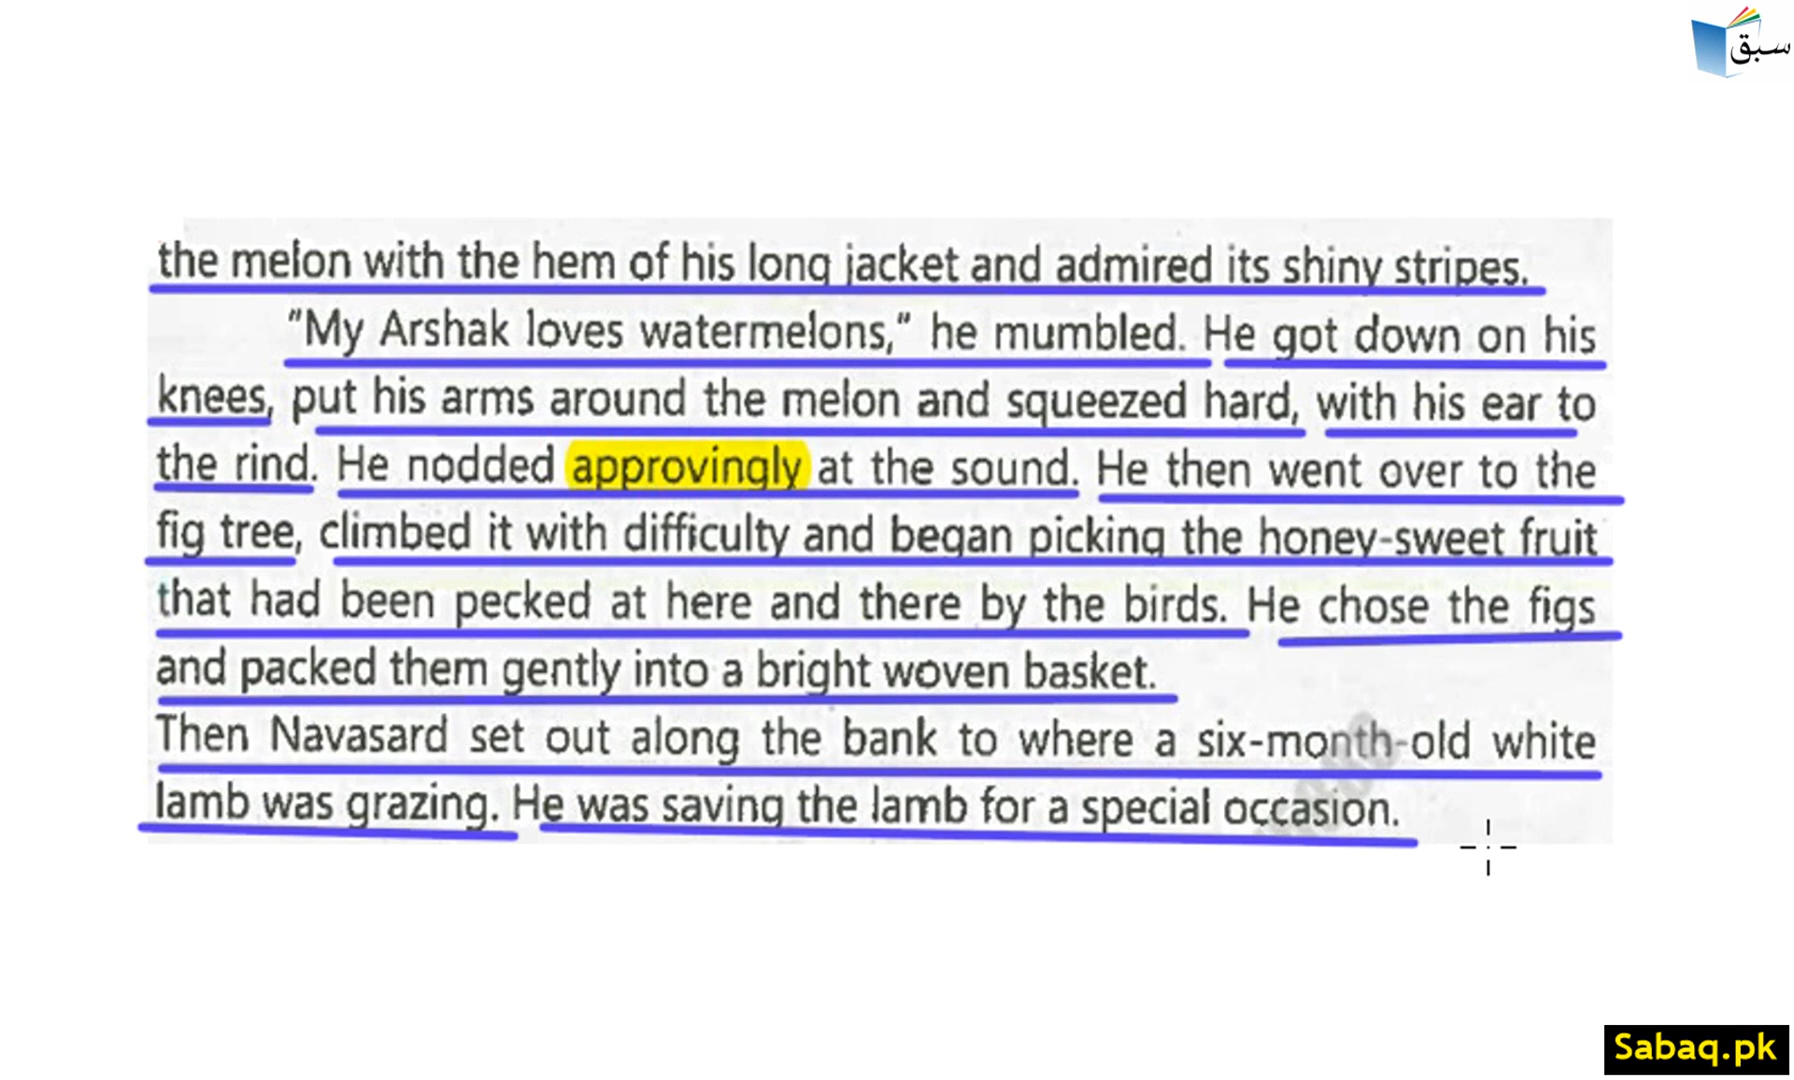 سبق
the melon with the hem of his long jacket and admired its shiny stripes.
"My Arshak loves watermelons," he mumbled. He got down on his
knees, put his arms around the melon and squeezed hard, with his ear to
the rind. He nodded approvingly at the sound. He then went over to the
fig tree, climbed it with difficulty and began picking the honey-sweet fruit
that had been pecked at here and there by the birds. He chose the figs
and packed them gently into a bright woven basket.
Then Navasard set out along the bank to where a six-month-old white
lamb was grazing. He was saving the lamb for a special occasion.
Sabaq.pk